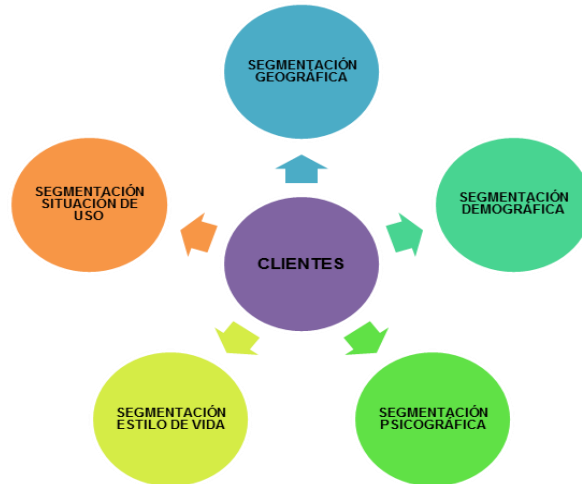 SEGMENTACIÓN
GEOGRÁFICA
SEGMENTACIÓN
SITUACIÓN DE
USO
SEGMENTACIÓN
DEMOGRÁFICA
CLIENTES
SEGMENTACIÓN
ESTILO DE VIDA
SEGMENTACIÓN
PSICOGRÁFICA